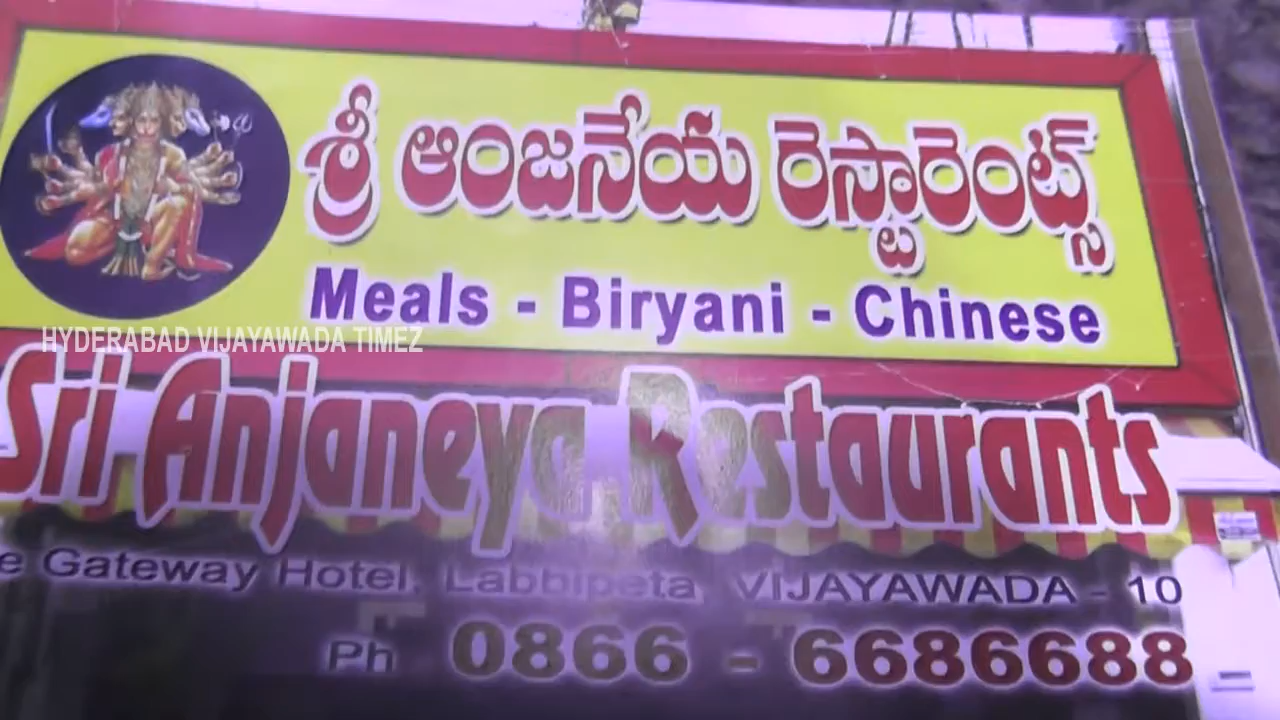 శ్రీ ఆంజనేయ రెస్టారెంట్స్
Meals - Biryani - Chinese
HYDERABAD VIJAYAWADA TIMEZ
Sri Anjaneya Restaurants
Gateway Hotel, Labbipeta, VIJAYAWADA - 10
Ph 0866 - 6686688